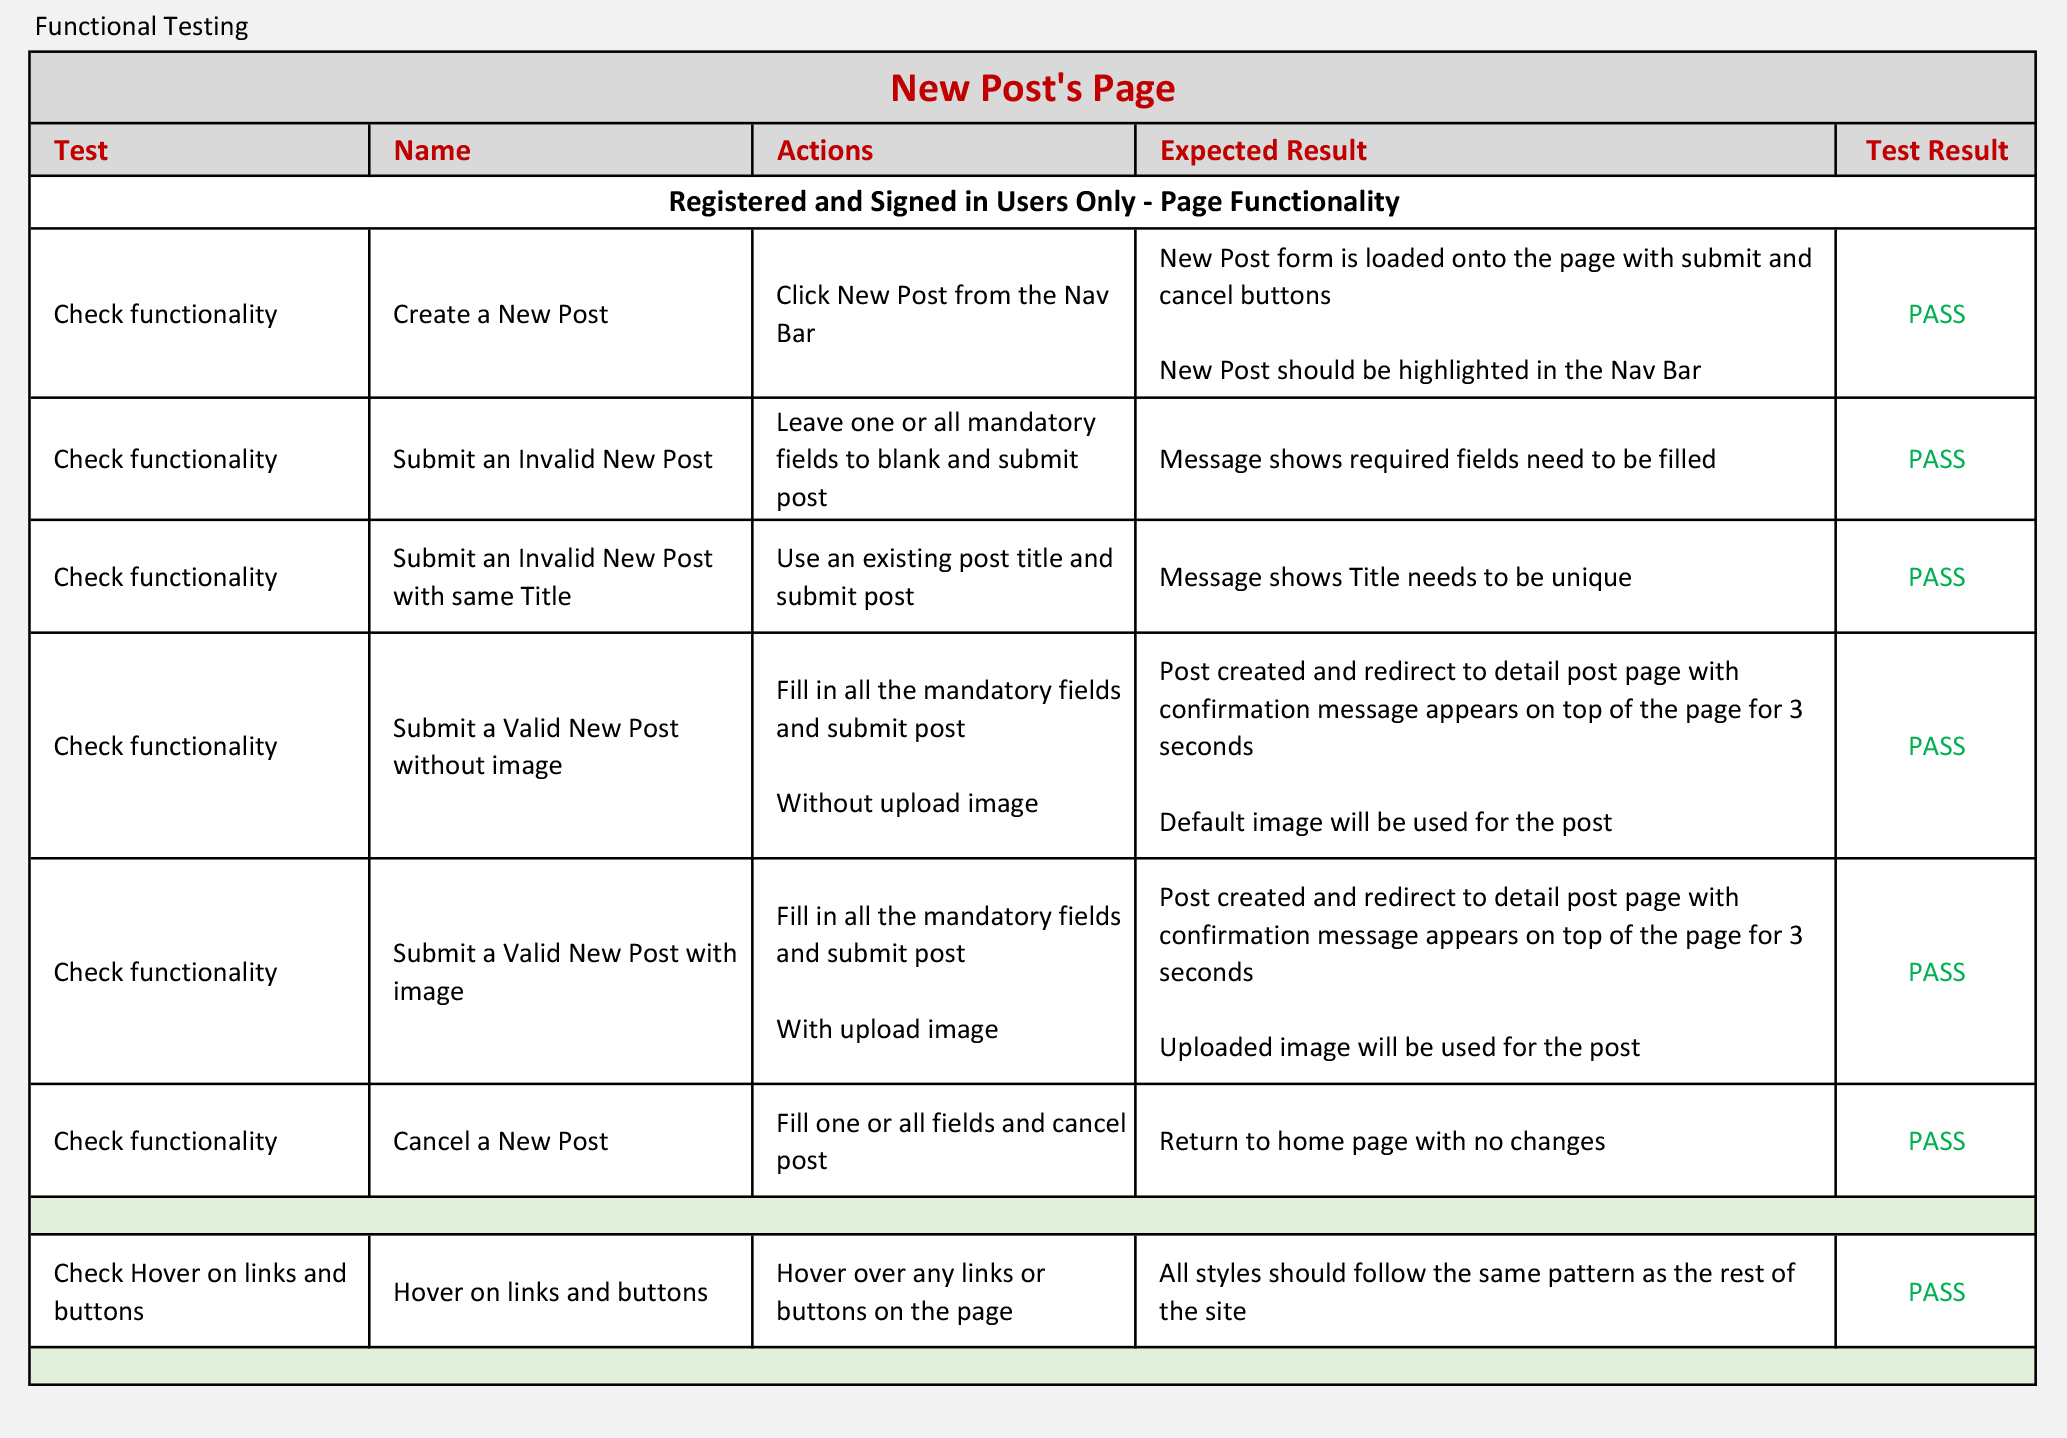 Functional Testing
New Post's Page
Test
Name
Actions
Expected Result
Test Result
Registered and Signed in Users Only - Page Functionality
Check functionality
Create a New Post
Click New Post from the Nav
Bar
New Post form is loaded onto the page with submit and
cancel buttons
New Post should be highlighted in the Nav Bar
PASS
Check functionality
Submit an Invalid New Post
Leave one or all mandatory
fields to blank and submit
post
Message shows required fields need to be filled
PASS
Check functionality
Submit an Invalid New Post
with same Title
Use an existing post title and
submit post
Message shows Title needs to be unique
PASS
Check functionality
Submit a Valid New Post
without image
Fill in all the mandatory fields
and submit post
Without upload image
Post created and redirect to detail post page with
confirmation message appears on top of the page for 3
seconds
Default image will be used for the post
PASS
Check functionality
Submit a Valid New Post with
image
Fill in all the mandatory fields
and submit post
With upload image
Post created and redirect to detail post page with
confirmation message appears on top of the page for 3
seconds
Uploaded image will be used for the post
PASS
Check functionality
Cancel a New Post
Fill one or all fields and cancel
post
Return to home page with no changes
PASS
Check Hover on links and
buttons
Hover on links and buttons
Hover over any links or
buttons on the page
All styles should follow the same pattern as the rest of
the site
PASS